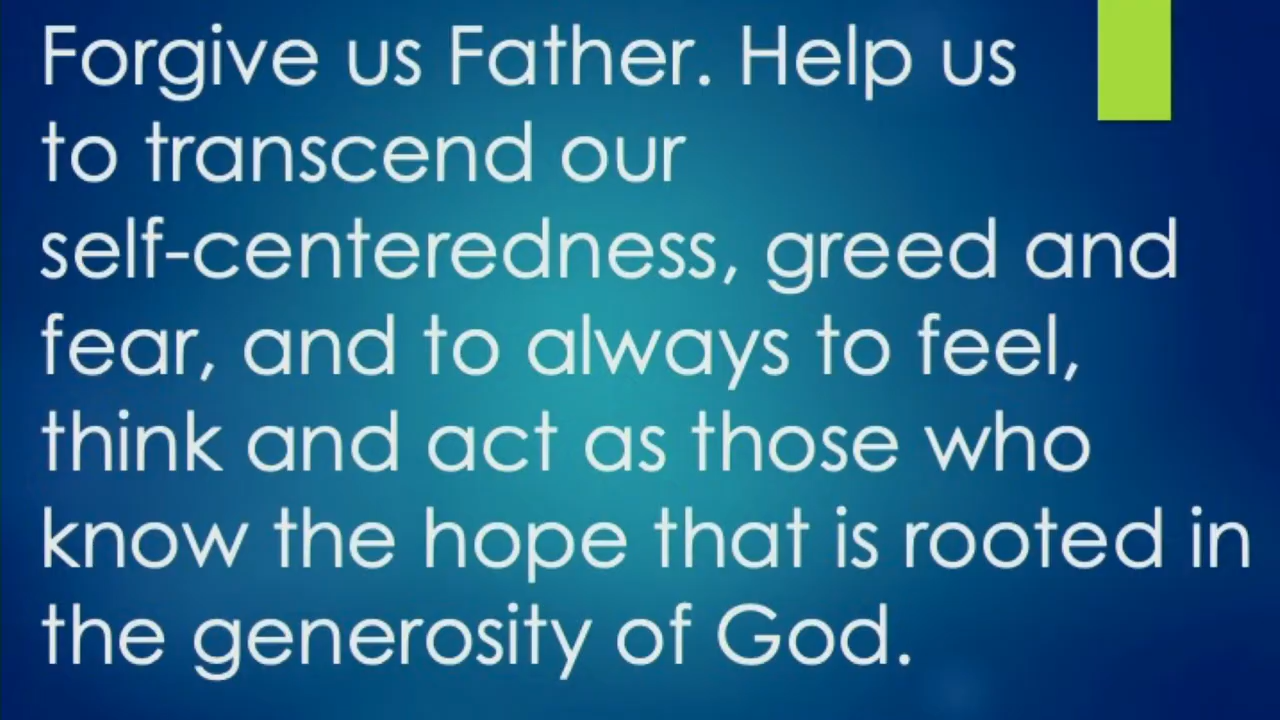 Forgive us Father. Help us
to transcend our
self-centeredness, greed and
fear, and to always to feel,
think and act as those who
know the hope that is rooted in
the generosity of God.